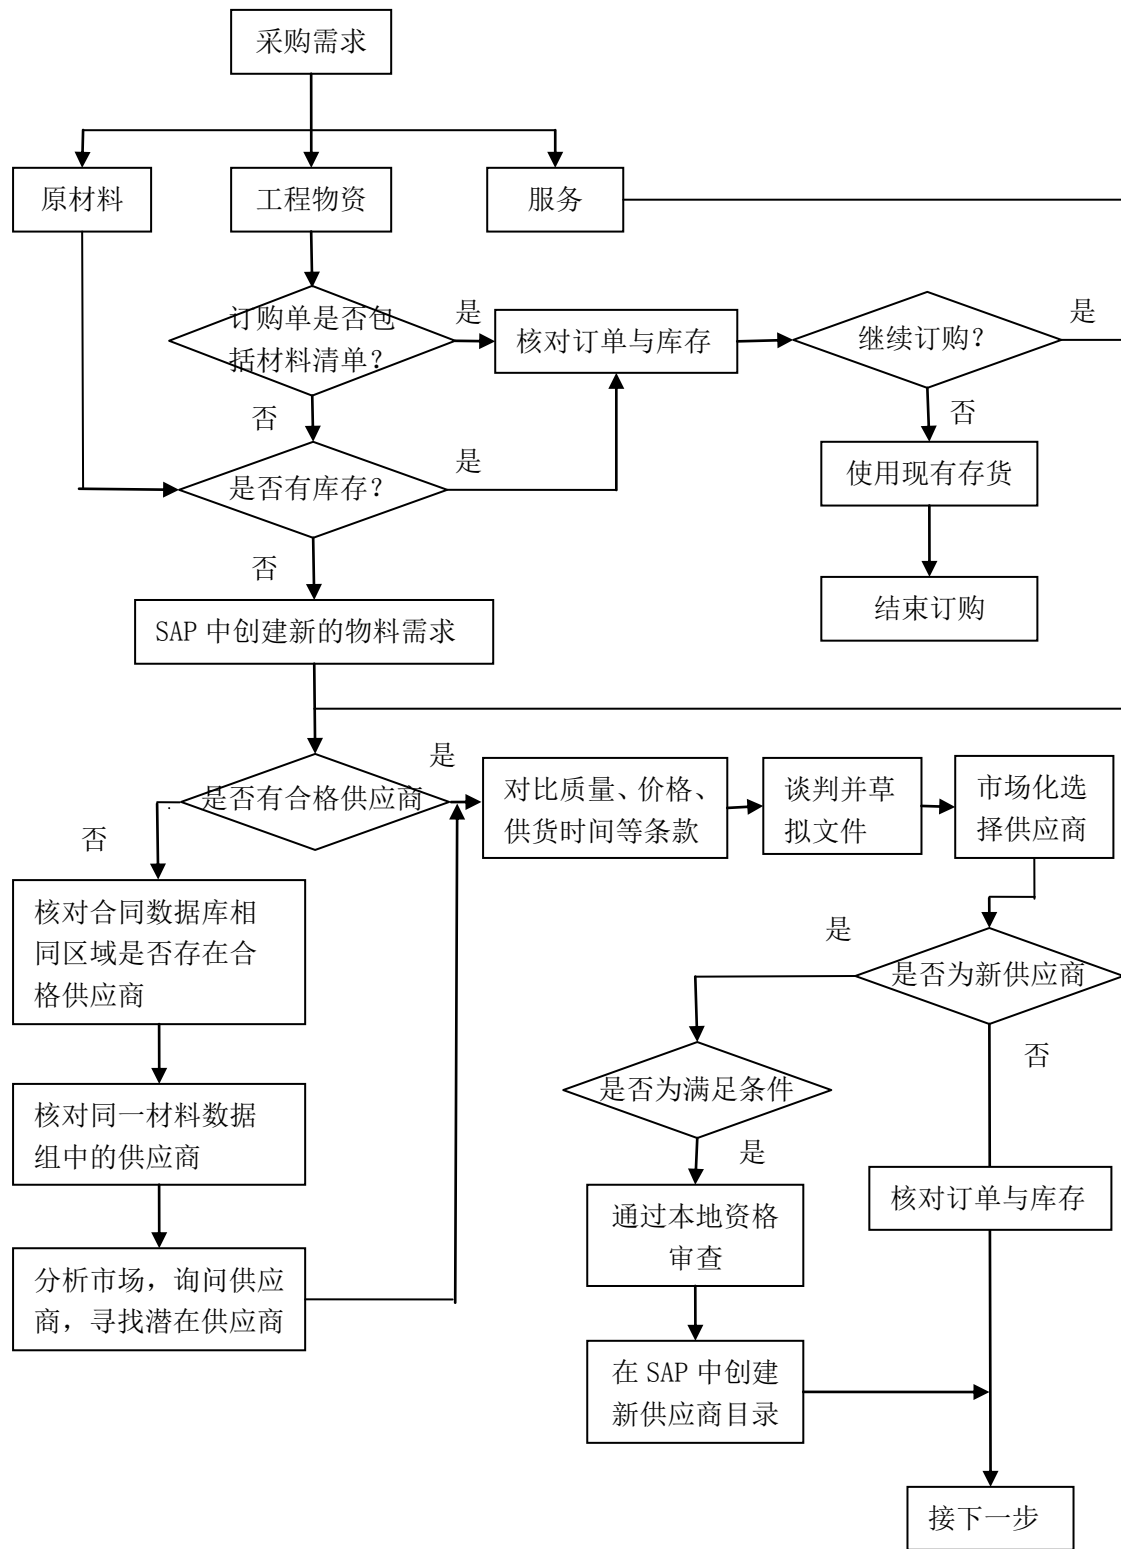 采购需求
原材料
工程物资
服务
订购单是否包
括材料清单？
是
核对订单与库存
继续订购？
是
否
否
是否有库存？
是
使用现有存货
否
结束订购
SAP 中创建新的物料需求
是
是否有合格供应商
对比质量、价格、
供货时间等条款
谈判并草
拟文件
市场化选
择供应商
否
核对合同数据库相
同区域是否存在合
格供应商
是
是否为新供应商
否
是否为满足条件
是
核对同一材料数据
组中的供应商
通过本地资格
审查
核对订单与库存
分析市场，询问供应
商，寻找潜在供应商
在 SAP 中创建
新供应商目录
接下一步